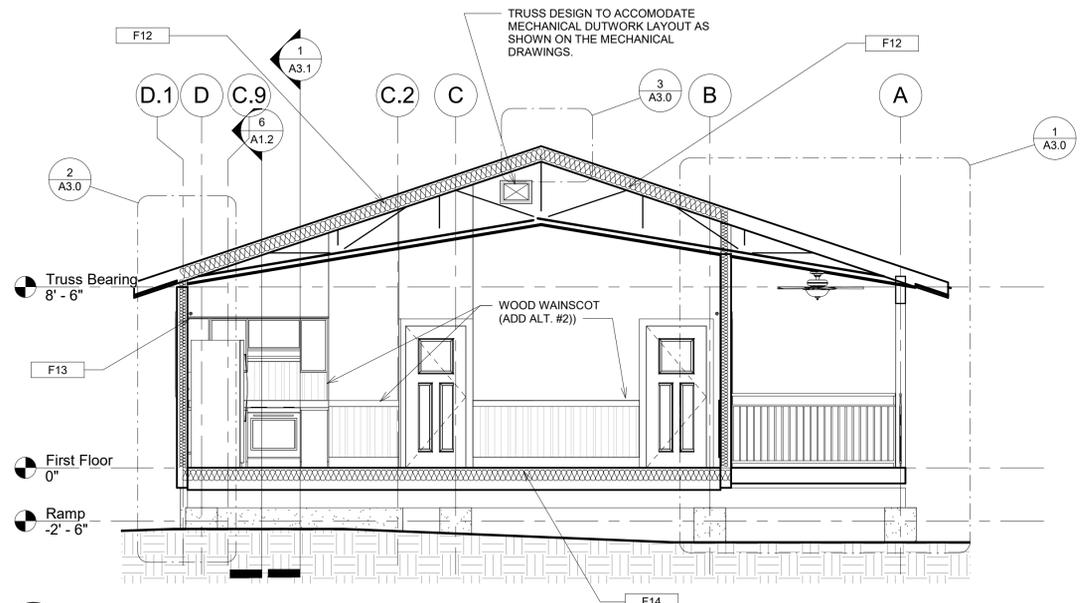 TRUSS DESIGN TO ACCOMODATE
MECHANICAL DUTWORK LAYOUT AS
SHOWN ON THE MECHANICAL
DRAWINGS.
F12
F12
1
A3.1
3
A3.0
D.1
D
C.9
C.2
C
B
A
6
A1.2
1
A3.0
2
A3.0
Truss Bearing
8' - 6"
WOOD WAINSCOT
(ADD ALT. #2))
F13
First Floor
0"
Ramp
-2' - 6"
F14